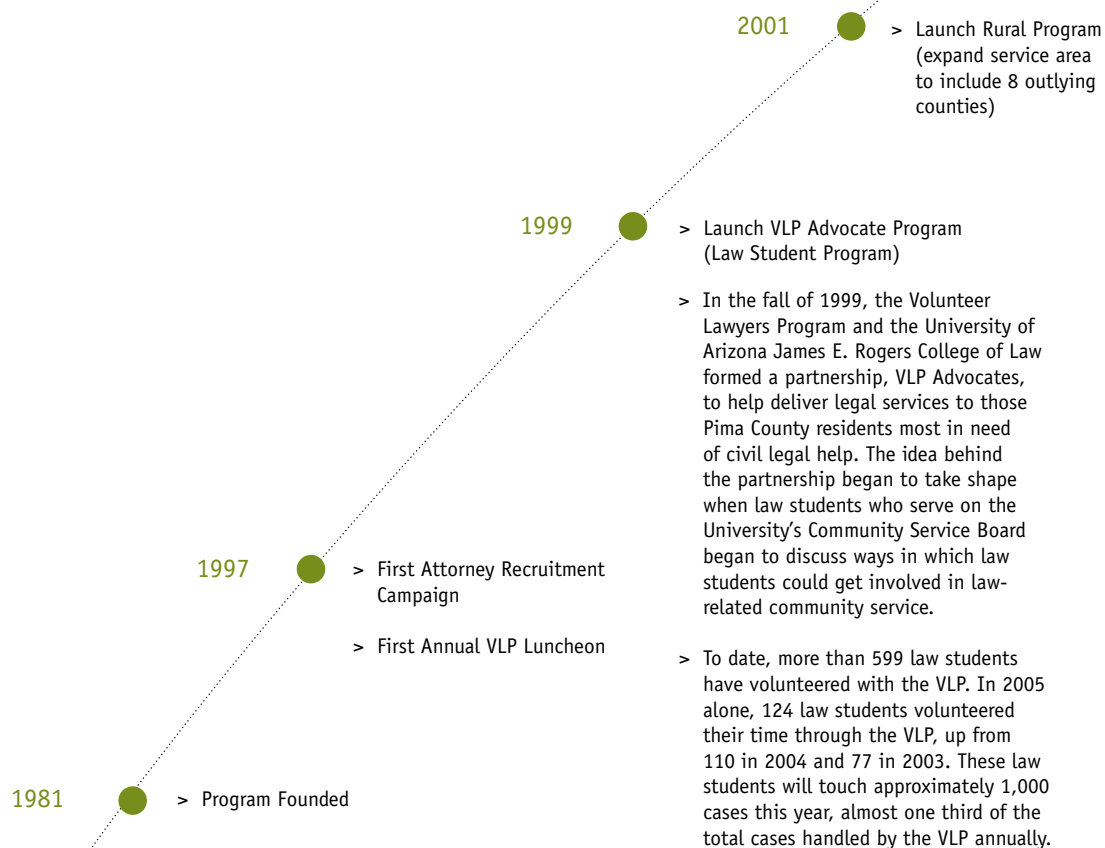 2001
> Launch Rural Program
(expand service area
to include 8 outlying
counties)
1999
> Launch VLP Advocate Program
(Law Student Program)
> In the fall of 1999, the Volunteer
Lawyers Program and the University of
Arizona James E. Rogers College of Law
formed a partnership, VLP Advocates,
to help deliver legal services to those
Pima County residents most in need
of civil legal help. The idea behind
the partnership began to take shape
when law students who serve on the
University’s Community Service Board
began to discuss ways in which law
students could get involved in law-
related community service.
> To date, more than 599 law students
have volunteered with the VLP. In 2005
alone, 124 law students volunteered
their time through the VLP, up from
110 in 2004 and 77 in 2003. These law
students will touch approximately 1,000
cases this year, almost one third of the
total cases handled by the VLP annually.
1997
> First Attorney Recruitment
Campaign
> First Annual VLP Luncheon
1981
> Program Founded